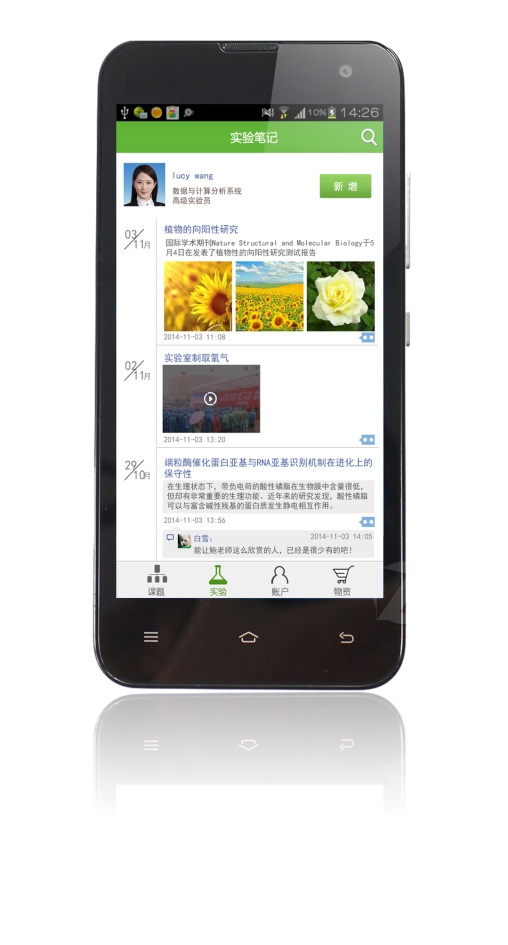 10% 14:26
实验笔记
lucy wang
数据与计算分析系统
高级实验员
新 增
03/11月
植物的向阳性研究
国际学术期刊Nature Structural and Molecular Biology于5
月4日在发表了植物性的向阳性研究测试报告
2014-11-03 11:08
02/11月
实验室制取氧气
2014-11-03 13:20
29/10月
端粒酶催化蛋白亚基与RNA亚基识别机制在进化上的
保守性
在生理状态下，带负电荷的酸性磷脂在生物膜中含量很低，
但却有非常重要的生理功能。近年来的研究发现，酸性磷脂
可以与富含碱性残基的蛋白质发生静电相互作用。
2014-11-03 13:56
白雪： 2014-11-03 14:05
能让鲍老师这么欣赏的人，已经是很少有的吧！
课题 实验 账户 物资